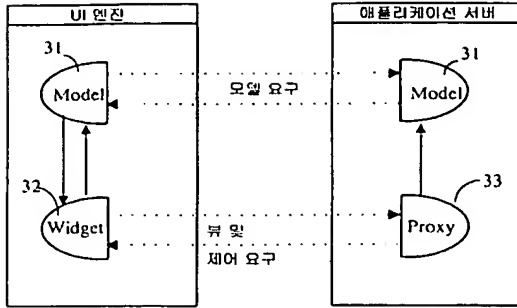 UI 엔진
애플리케이션 서버
31
31
Model
모델 요구
Model
32
33
Widget
뷰 및
Proxy
제어 요구